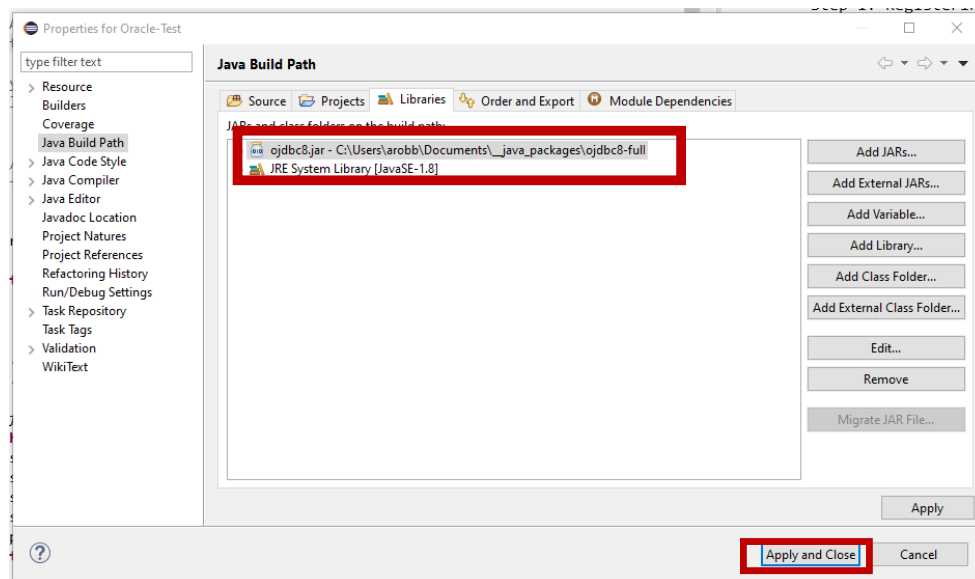 Step 1: Registeri
Properties for Oracle-Test
type filter text
Resource
Builders
Coverage
Java Build Path
Java Code Style
Java Compiler
Java Editor
Javadoc Location
Project Natures
Project References
Refactoring History
Run/Debug Settings
Task Repository
Task Tags
Validation
WikiText
Java Build Path
Source Projects Libraries Order and Export Module Dependencies
JARs and class folders on the build path:
ojdbc8.jar - C:\Users\arobb\Documents\__java_packages\ojdbc8-full
JRE System Library [JavaSE-1.8]
Add JARs...
Add External JARs...
Add Variable...
Add Library...
Add Class Folder...
Add External Class Folder...
Edit...
Remove
Migrate JAR File...
Apply
Apply and Close Cancel